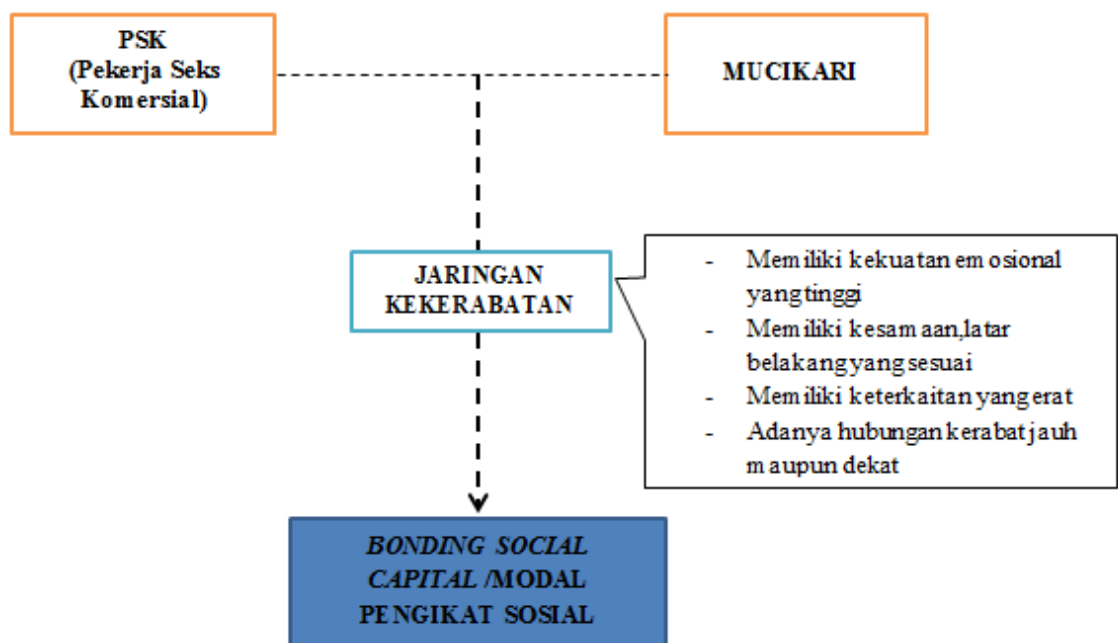 PSK
(Pekerja Seks
Komersial)
MUCIKARI
JARINGAN
KEKERABATAN
- Memiliki kekuatan emosional
yang tinggi
- Memiliki kesamaan,latar
belakang yang sesuai
- Memiliki keterkaitan yang erat
- Adanya hubungan kerabat jauh
maupun dekat
BONDING SOCIAL
CAPITAL /MODAL
PENGIKAT SOSIAL